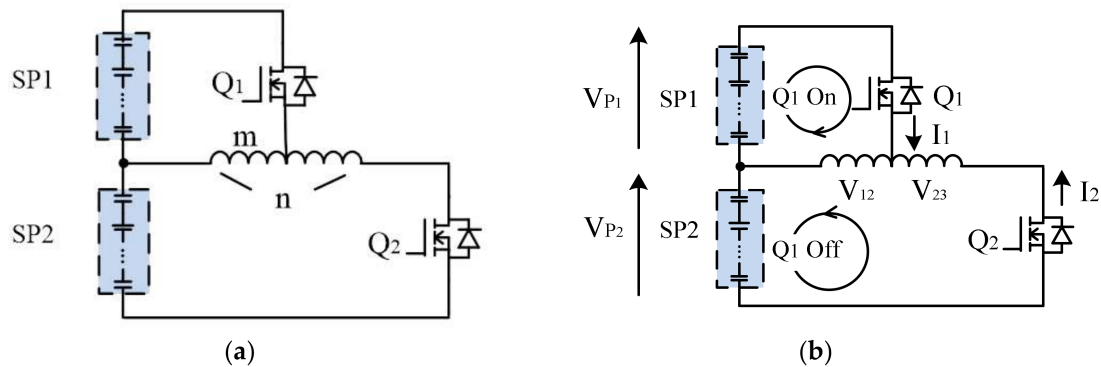 SP1
Q1
m
n
SP2
Q2
(a)
VP1
SP1
Q1 On
Q1
I1
V12
V23
VP2
SP2
Q1 Off
I2
Q2
(b)